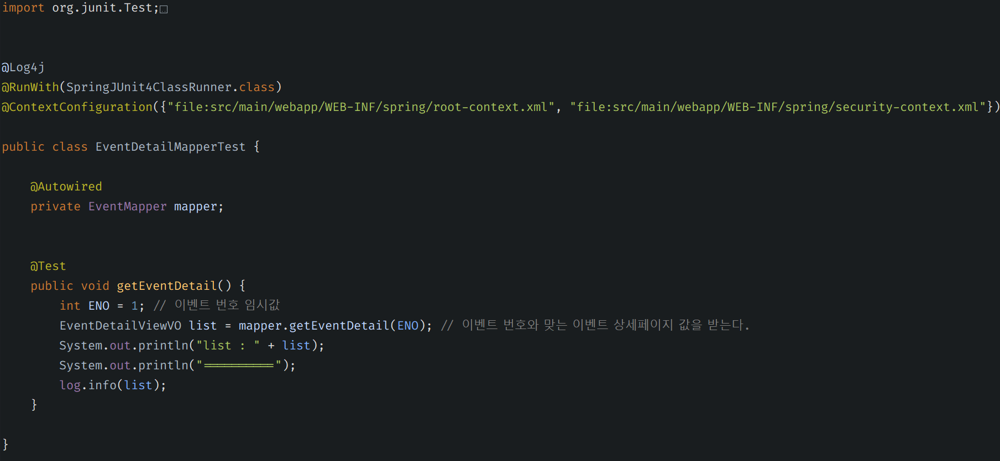 import org.junit.Test;
@Log4j
@RunWith(SpringJUnit4ClassRunner.class)
@ContextConfiguration({"file:src/main/webapp/WEB-INF/spring/root-context.xml", "file:src/main/webapp/WEB-INF/spring/security-context.xml"})
public class EventDetailMapperTest {
@Autowired
private EventMapper mapper;
@Test
public void getEventDetail() {
int ENO = 1; // 이벤트 번호 임시값
EventDetailViewVO list = mapper.getEventDetail(ENO); // 이벤트 번호와 맞는 이벤트 상세페이지 값을 받는다.
System.out.println("list : " + list);
System.out.println("==========");
log.info(list);
}
}